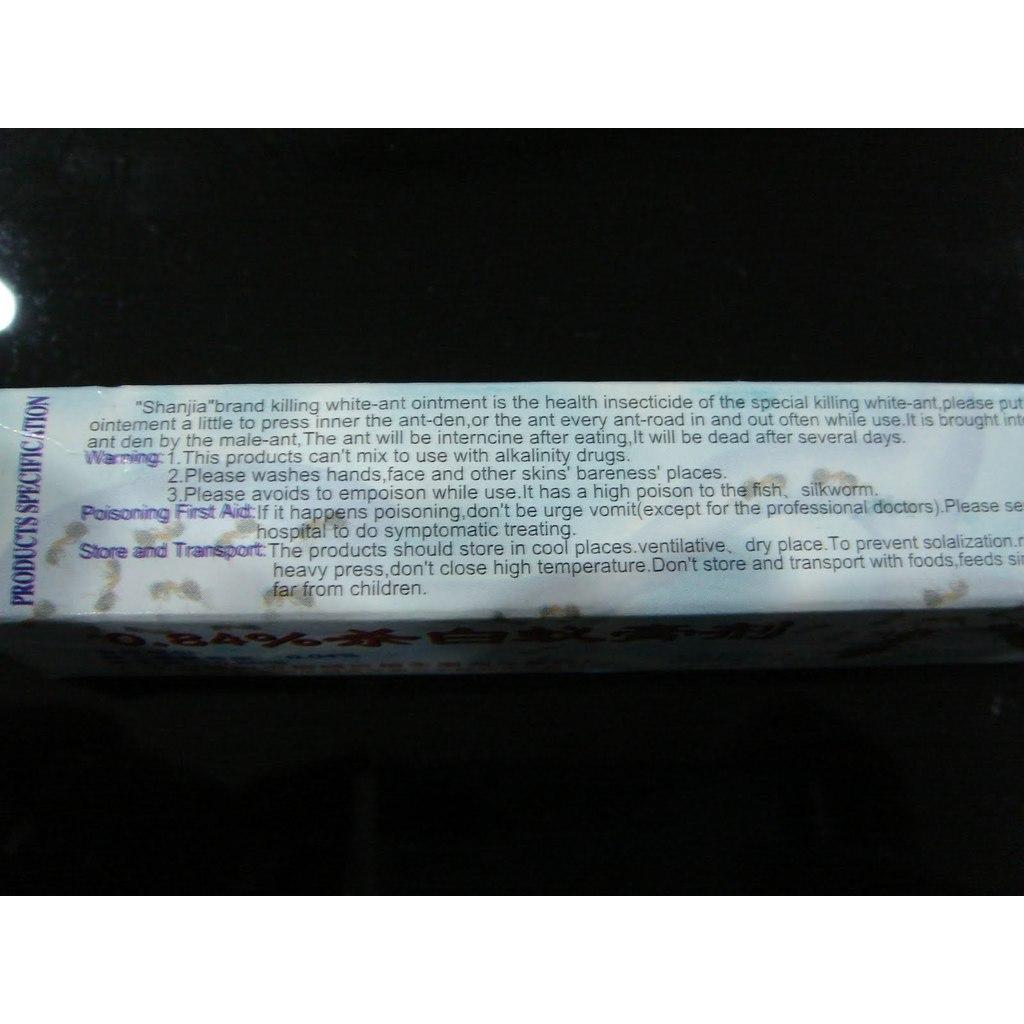 PRODUCTS SPECIFICATION
"Shanjia"brand killing white-ant ointment is the health insecticide of the special killing white-ant,please put
ointement a little to press inner the ant-den,or the ant every ant-road in and out often while use.It is brought int
ant den by the male-ant,The ant will be interncine after eating,It will be dead after several days.
Warning: 1.This products can't mix to use with alkalinity drugs.
2.Please washes hands,face and other skins' bareness' places.
3.Please avoids to empoison while use.It has a high poison to the fish、silkworm.
Poisoning First Aid:If it happens poisoning,don't be urge vomit(except for the professional doctors).Please se
hospital to do symptomatic treating.
Store and Transport:The products should store in cool places.ventilative、dry place.To prevent solalization.
heavy press,don't close high temperature.Don't store and transport with foods,feeds
far from children.
0.84%杀白蚁膏剂